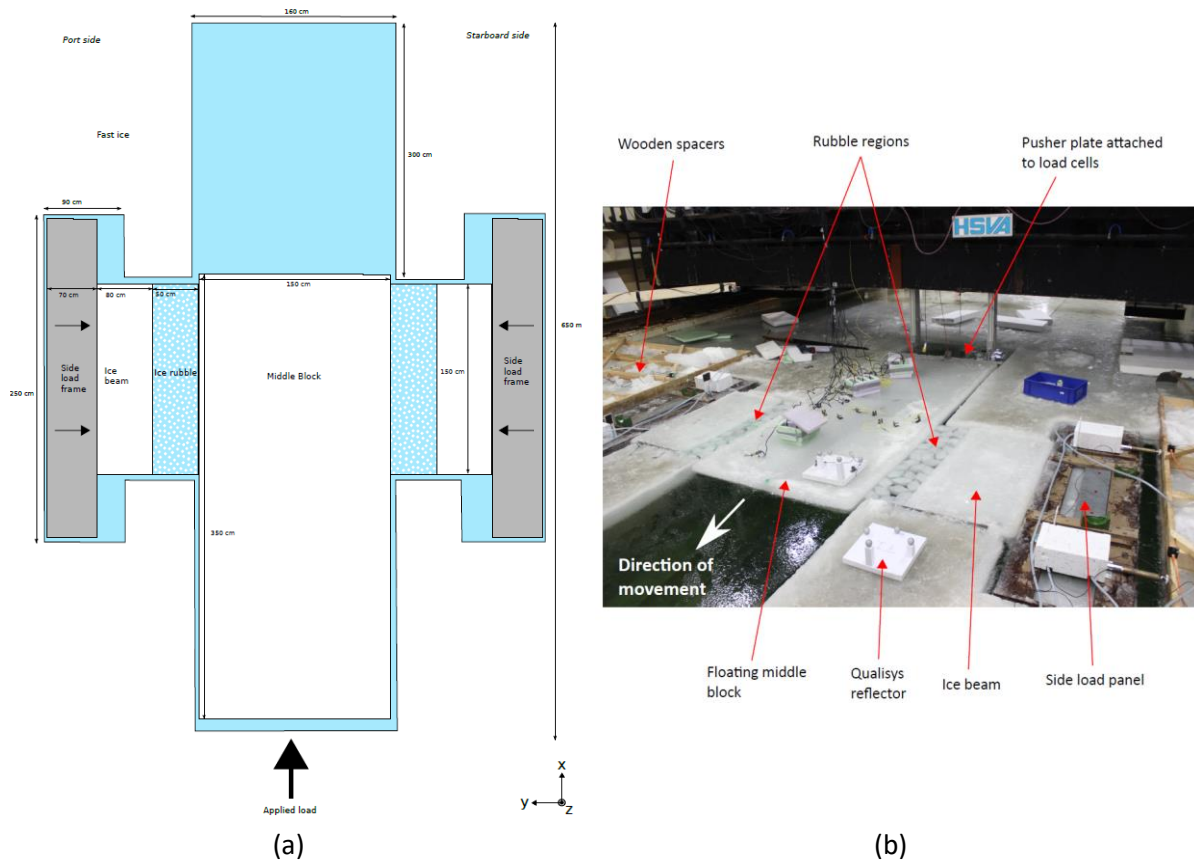 160 cm
Port side
Starboard side
Fast ice
300 cm
90 cm
150 cm
70 cm
80 cm
50 cm
650 m
Side
load
frame
Ice
beam
Ice rubble
Middle Block
150 cm
Side load
frame
250 cm
350 cm
Applied load
x
y
z
(a)
Wooden spacers
Rubble regions
Pusher plate attached
to load cells
HSVA
Direction of
movement
Floating middle
block
Qualisys
reflector
Ice beam
Side load panel
(b)